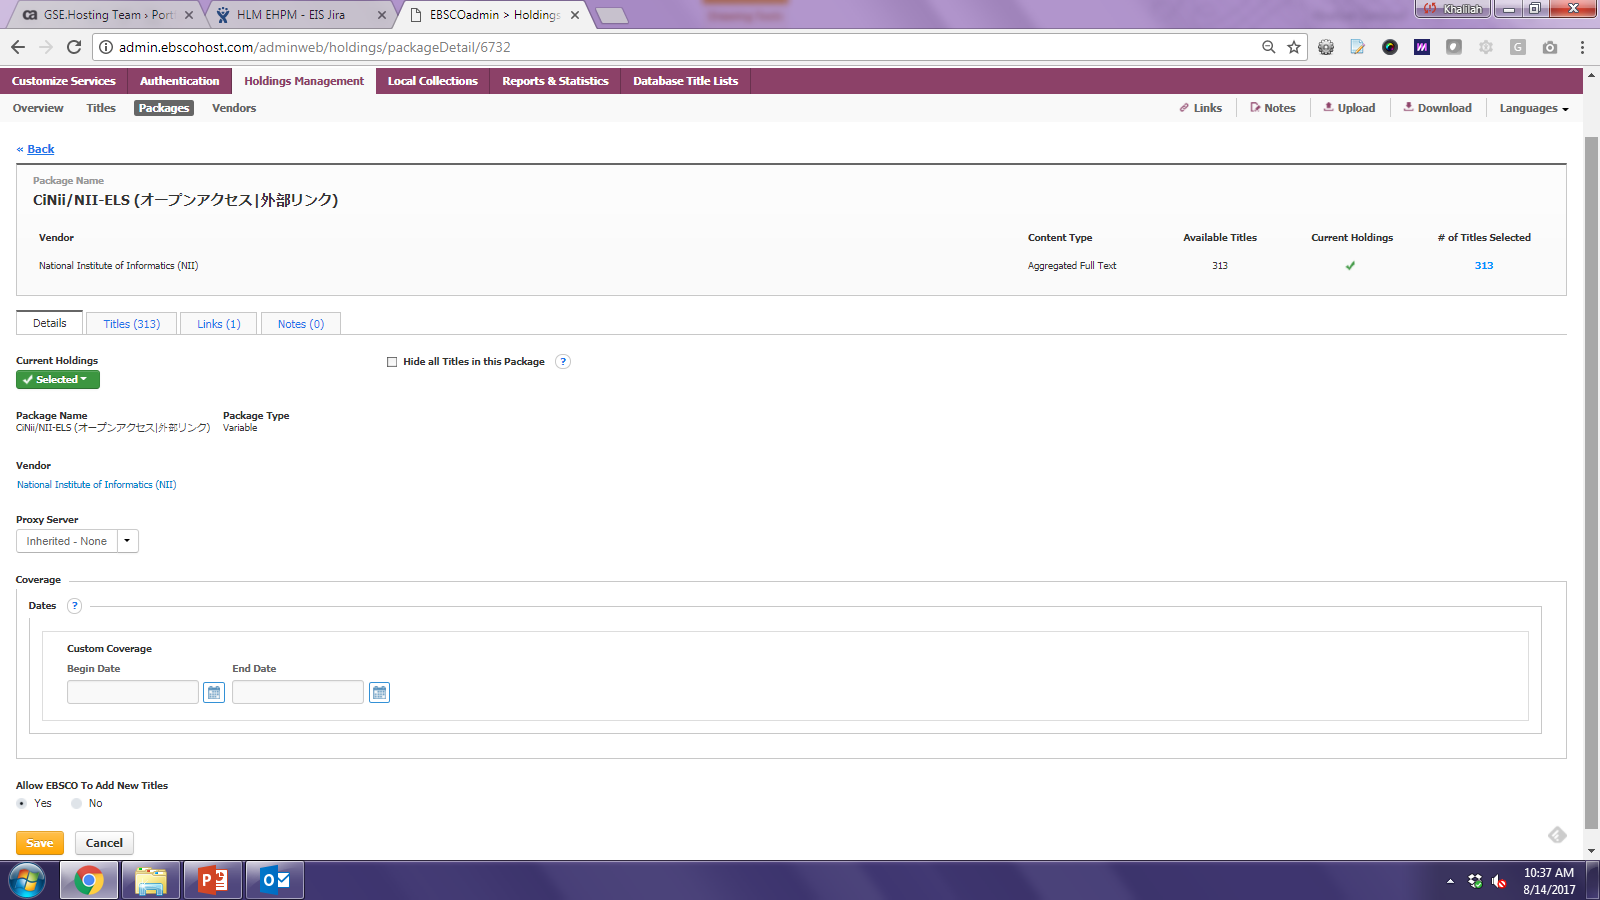 GSE.Hosting Team › Port
HLM EHPM - EIS Jira
EBSCOadmin > Holdings
Khalilah
admin.ebscohost.com/adminweb/holdings/packageDetail/6732
Customize Services Authentication Holdings Management Local Collections Reports & Statistics Database Title Lists
Overview Titles Packages Vendors Links Notes Upload Download Languages
« Back
Package Name
CiNii/NII-ELS (オープンアクセス|外部リンク)
Vendor Content Type Available Titles Current Holdings # of Titles Selected
National Institute of Informatics (NII) Aggregated Full Text 313 313
Details Titles (313) Links (1) Notes (0)
Current Holdings Hide all Titles in this Package ?
Selected
Package Name Package Type
CiNii/NII-ELS (オープンアクセス|外部リンク) Variable
Vendor
National Institute of Informatics (NII)
Proxy Server
Inherited - None
Coverage
Dates ?
Custom Coverage
Begin Date End Date
Allow EBSCO To Add New Titles
Yes No
Save Cancel
10:37 AM
8/14/2017